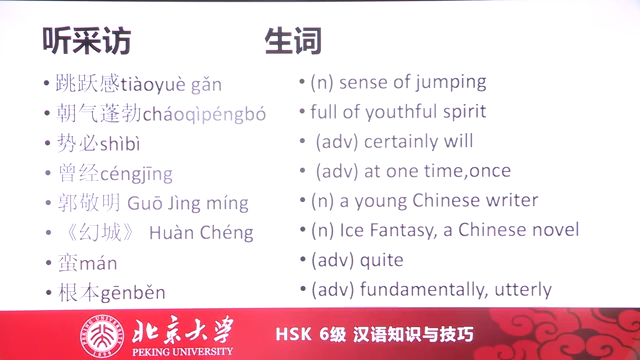 听采访 生词
•跳跃感tiàoyuè gǎn •(n) sense of jumping
•朝气蓬勃cháoqìpéngbó •full of youthful spirit
•势必shìbì • (adv) certainly will
•曾经céngjīng • (adv) at one time,once
•郭敬明 Guō Jìng míng •(n) a young Chinese writer
•《幻城》 Huàn Chéng •(n) Ice Fantasy, a Chinese novel
•蛮mán •(adv) quite
•根本gēnběn •(adv) fundamentally, utterly
北京大学
PEKING UNIVERSITY
HSK 6级 汉语知识与技巧